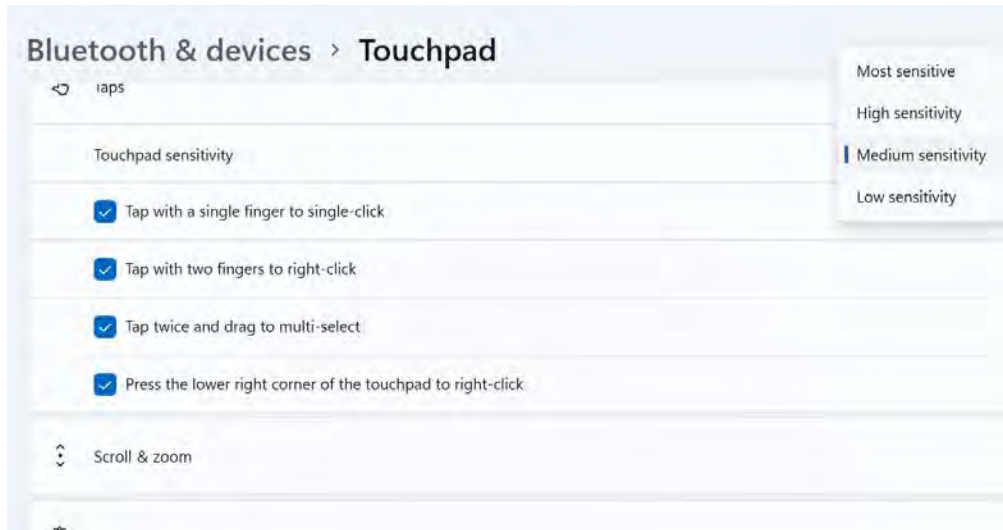 Bluetooth & devices > Touchpad
Taps
Touchpad sensitivity
Most sensitive
High sensitivity
Medium sensitivity
Low sensitivity
Tap with a single finger to single-click
Tap with two fingers to right-click
Tap twice and drag to multi-select
Press the lower right corner of the touchpad to right-click
Scroll & zoom